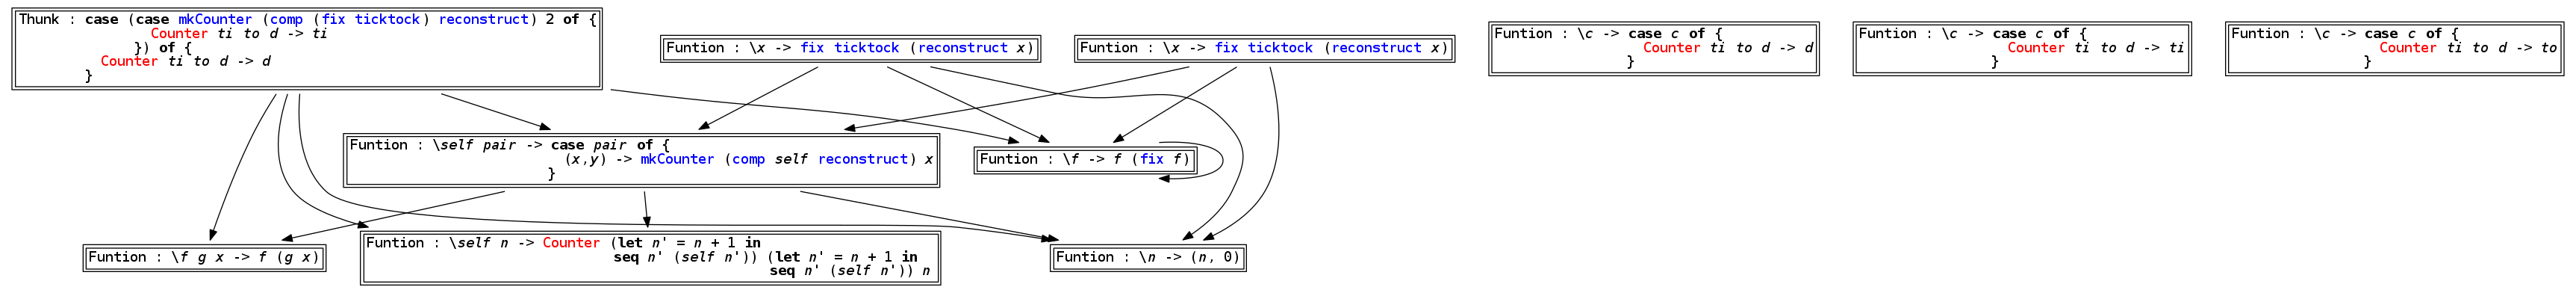 Thunk : case (case mkCounter (comp (fix ticktock) reconstruct) 2 of {
Counter ti to d -> ti
}) of {
Counter ti to d -> d
}
Funtion : \x -> fix ticktock (reconstruct x)
Funtion : \x -> fix ticktock (reconstruct x)
Funtion : \c -> case c of {
Counter ti to d -> d
}
Funtion : \c -> case c of {
Counter ti to d -> ti
}
Funtion : \c -> case c of {
Counter ti to d -> to
}
Funtion : \self pair -> case pair of {
(x,y) -> mkCounter (comp self reconstruct) x
}
Funtion : \f -> f (fix f)
Funtion : \f g x -> f (g x)
Funtion : \self n -> Counter (let n' = n + 1 in
seq n' (self n')) (let n' = n + 1 in
seq n' (self n')) n
Funtion : \n -> (n, 0)